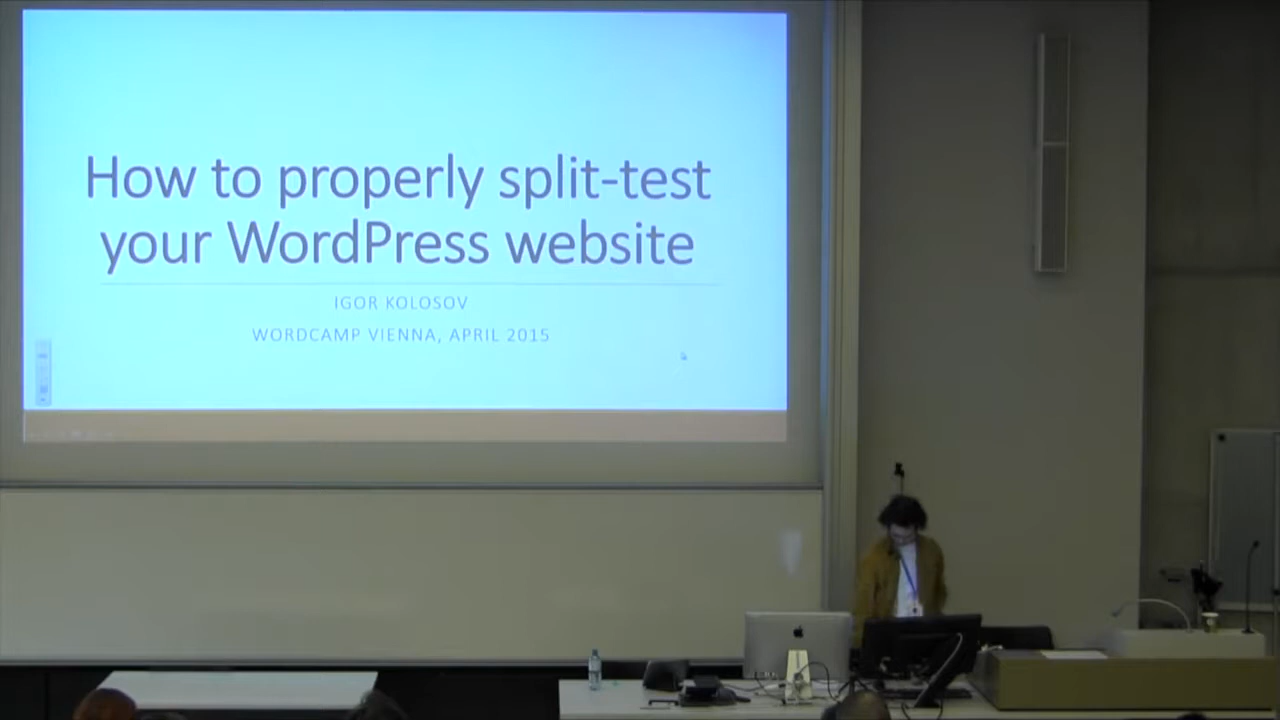 How to properly split-test
your WordPress website
IGOR KOLOSOV
WORDCAMP VIENNA, APRIL 2015